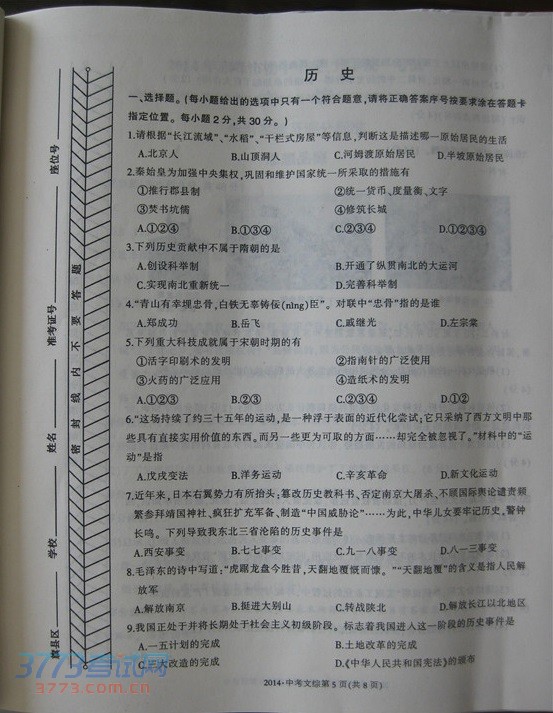 历 史
一、选择题。(每小题给出的选项中只有一个符合题意,请将正确答案序号按要求涂在答题卡
指定位置。每小题2分,共30分。)
1.请根据“长江流域”、“水稻”、“干栏式房屋”等信息,判断这是描述哪一原始居民的生活
A.北京人 B.山顶洞人 C.河姆渡原始居民 D.半坡原始居民
2.秦始皇为加强中央集权,巩固和维护国家统一所采取的措施有
①推行郡县制 ②统一货币、度量衡、文字
③焚书坑儒 ④修筑长城
A.①②④ B.①③④ C.②③④ D.①②③④
3.下列历史贡献中不属于隋朝的是
A.创设科举制 B.开通了纵贯南北的大运河
C.实现南北重新统一 D.完善科举制
4.“青山有幸埋忠骨,白铁无辜铸佞(nìng)臣”。对联中“忠骨”指的是谁
A.郑成功 B.岳飞 C.戚继光 D.左宗棠
5.下列重大科技成就属于宋朝时期的有
①活字印刷术的发明 ②指南针的广泛使用
③火药的广泛应用 ④造纸术的发明
A.①②③ B.②③ C.②③④ D.①②
6.“这场持续了约三十五年的运动,是一种浮于表面的近代化尝试;它只采纳了西方文明中那
些具有直接实用价值的东西。而另一些更为可取的方面……却完全被忽视了。”材料中的“运
动”是指
A.戊戌变法 B.洋务运动 C.辛亥革命 D.新文化运动
7.近年来,日本右翼势力有所抬头:篡改历史教科书、否定南京大屠杀、不顾国际舆论谴责频
繁参拜靖国神社、疯狂扩充军备、制造“中国威胁论”……为此,中华儿女要牢记历史,警钟
长鸣。下列导致我东北三省沦陷的历史事件是
A.西安事变 B.七七事变 C.九一八事变 D.八一三事变
8.毛泽东的诗中写道:“虎踞龙盘今胜昔,天翻地覆慨而慷。”“天翻地覆”的含义是指人民解
放军
A.解放南京 B.挺进大别山 C.转战陕北 D.解放长江以北地区
9.我国正处于并将长期处于社会主义初级阶段。标志着我国进入这一阶段的历史事件是
A.一五计划的完成 B.土地改革的完成
C.三大改造的完成 D.《中华人民共和国宪法》的颁布
2014·中考文综第5页(共8页)
座位号
准考证号
姓名
学校
县区
密封线内不要答题
3773考试网
www.3773.com.cn